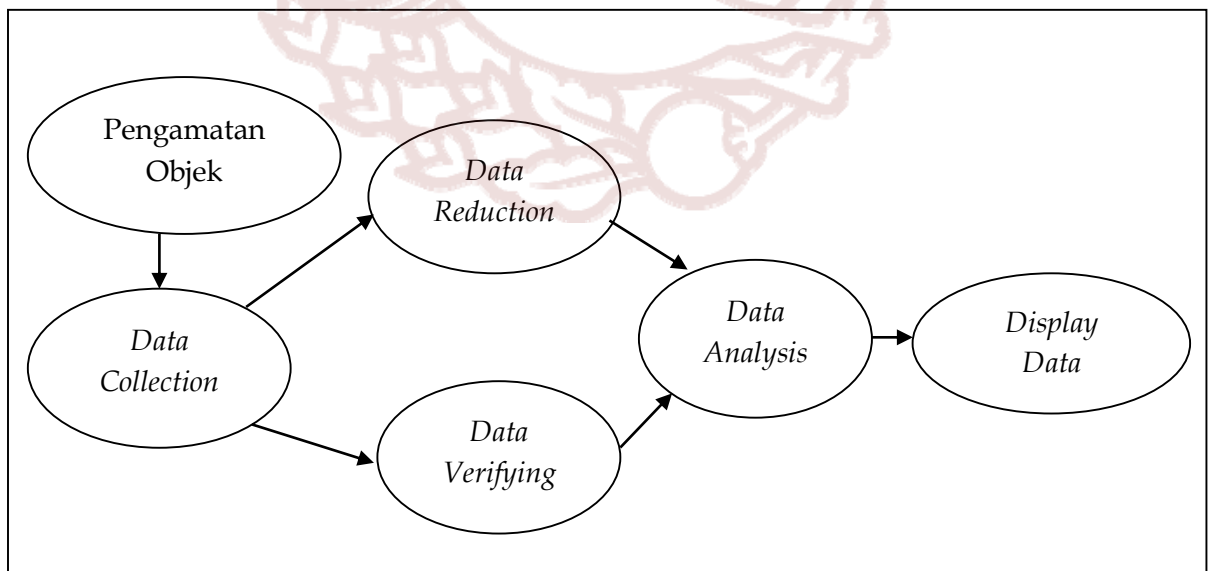 Pengamatan
Objek
Data
Collection
Data
Reduction
Data
Verifying
Data
Analysis
Display
Data